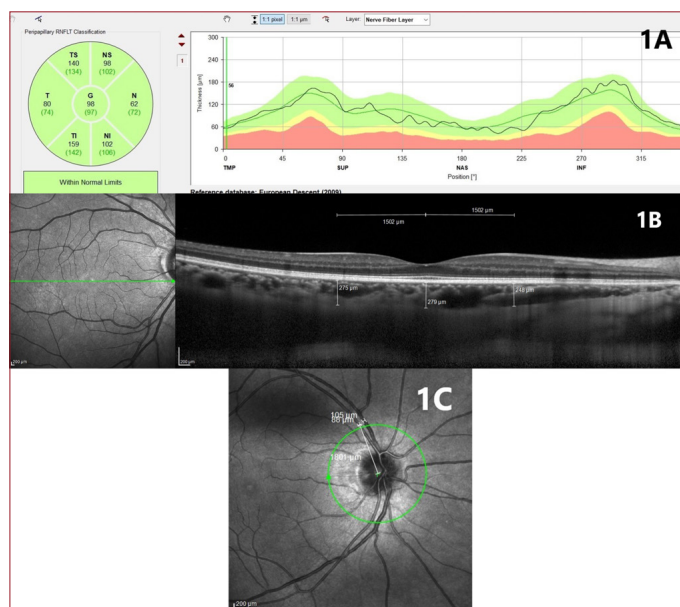 Peripapillary RNFLT Classification
1:1 pixel 1:1 µm Layer: Nerve Fiber Layer
1A
TS
140
(134)
NS
98
(102)
T
80
(74)
G
98
(97)
N
62
(72)
TI
159
(142)
NI
102
(106)
Within Normal Limits
1
Thickness [µm]
300
240
180
120
60
0
56
0 45 90 135 180 225 270 315
TMP SUP NAS INF
Position [°]
Reference database: European Descent (2009)
1B
1502 µm
1502 µm
275 µm
279 µm
248 µm
200 µm
200 µm
1C
105 µm
1801 µm
200 µm